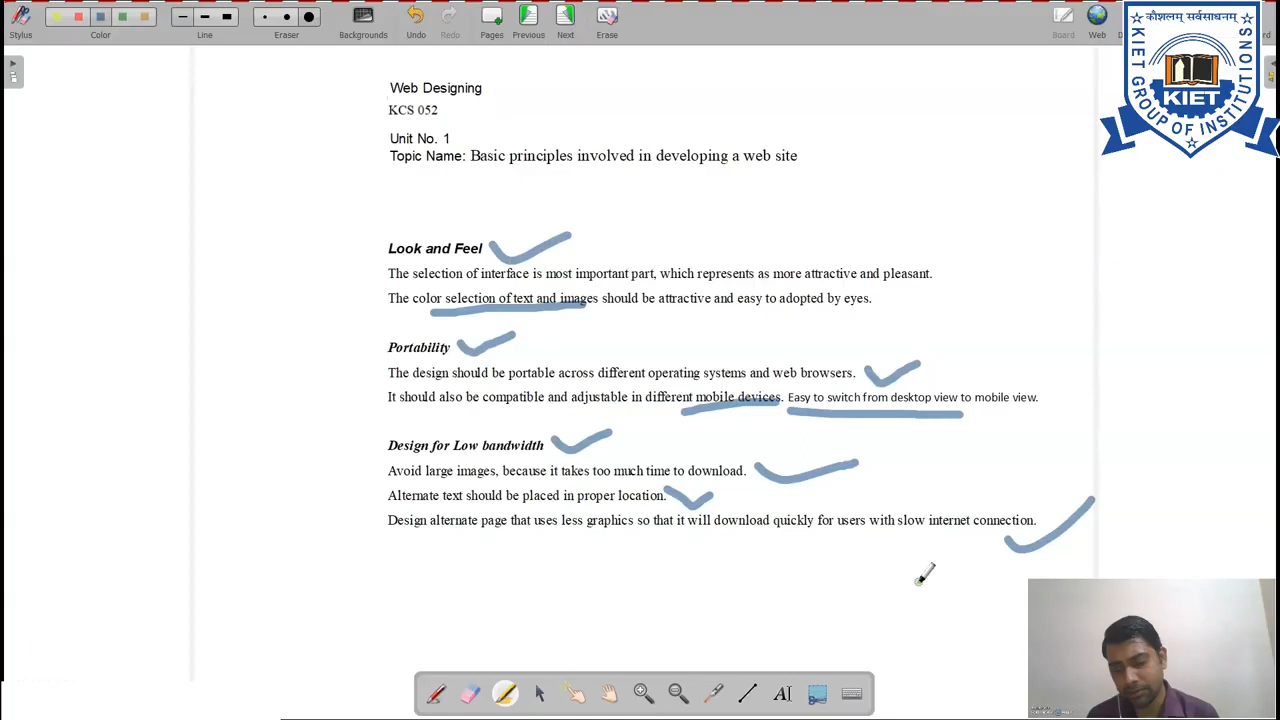 Stylus
Color
Line
Eraser
Backgrounds
Undo
Redo
Pages
Previous
Next
Erase
Board
Web
कौशलम् सर्वसाधनम्
KIET GROUP OF INSTITUTIONS
KIET
Web Designing
KCS 052
Unit No. 1
Topic Name: Basic principles involved in developing a web site
Look and Feel
The selection of interface is most important part, which represents as more attractive and pleasant.
The color selection of text and images should be attractive and easy to adopted by eyes.
Portability
The design should be portable across different operating systems and web browsers.
It should also be compatible and adjustable in different mobile devices. Easy to switch from desktop view to mobile view.
Design for Low bandwidth
Avoid large images, because it takes too much time to download.
Alternate text should be placed in proper location.
Design alternate page that uses less graphics so that it will download quickly for users with slow internet connection.